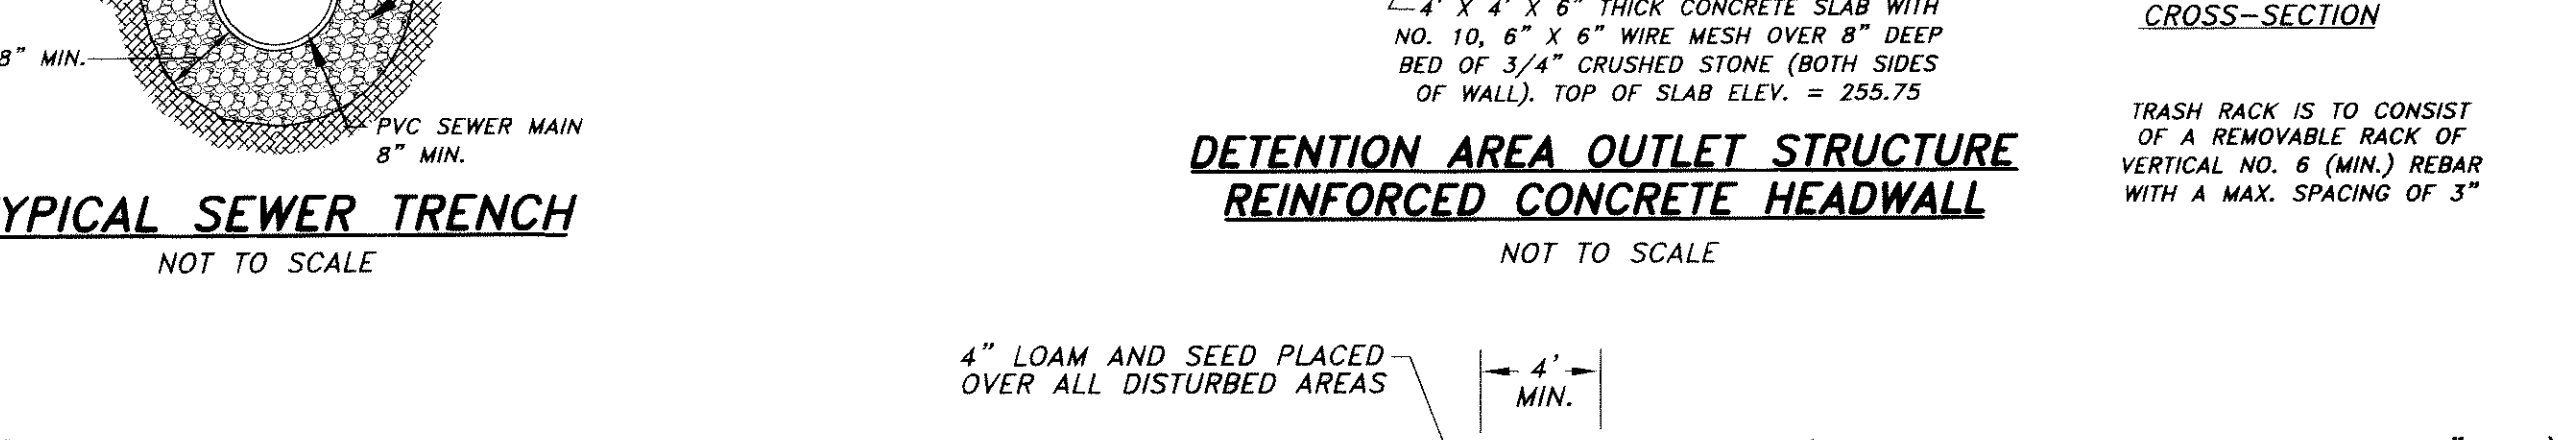 8" MIN.
PVC SEWER MAIN
8" MIN.
YPICAL SEWER TRENCH
NOT TO SCALE
4' X 4' X 6" THICK CONCRETE SLAB WITH
NO. 10, 6" X 6" WIRE MESH OVER 8" DEEP
BED OF 3/4" CRUSHED STONE (BOTH SIDES
OF WALL). TOP OF SLAB ELEV. = 255.75
DETENTION AREA OUTLET STRUCTURE
REINFORCED CONCRETE HEADWALL
NOT TO SCALE
CROSS-SECTION
TRASH RACK IS TO CONSIST
OF A REMOVABLE RACK OF
VERTICAL NO. 6 (MIN.) REBAR
WITH A MAX. SPACING OF 3"
4" LOAM AND SEED PLACED
OVER ALL DISTURBED AREAS
4'
MIN.